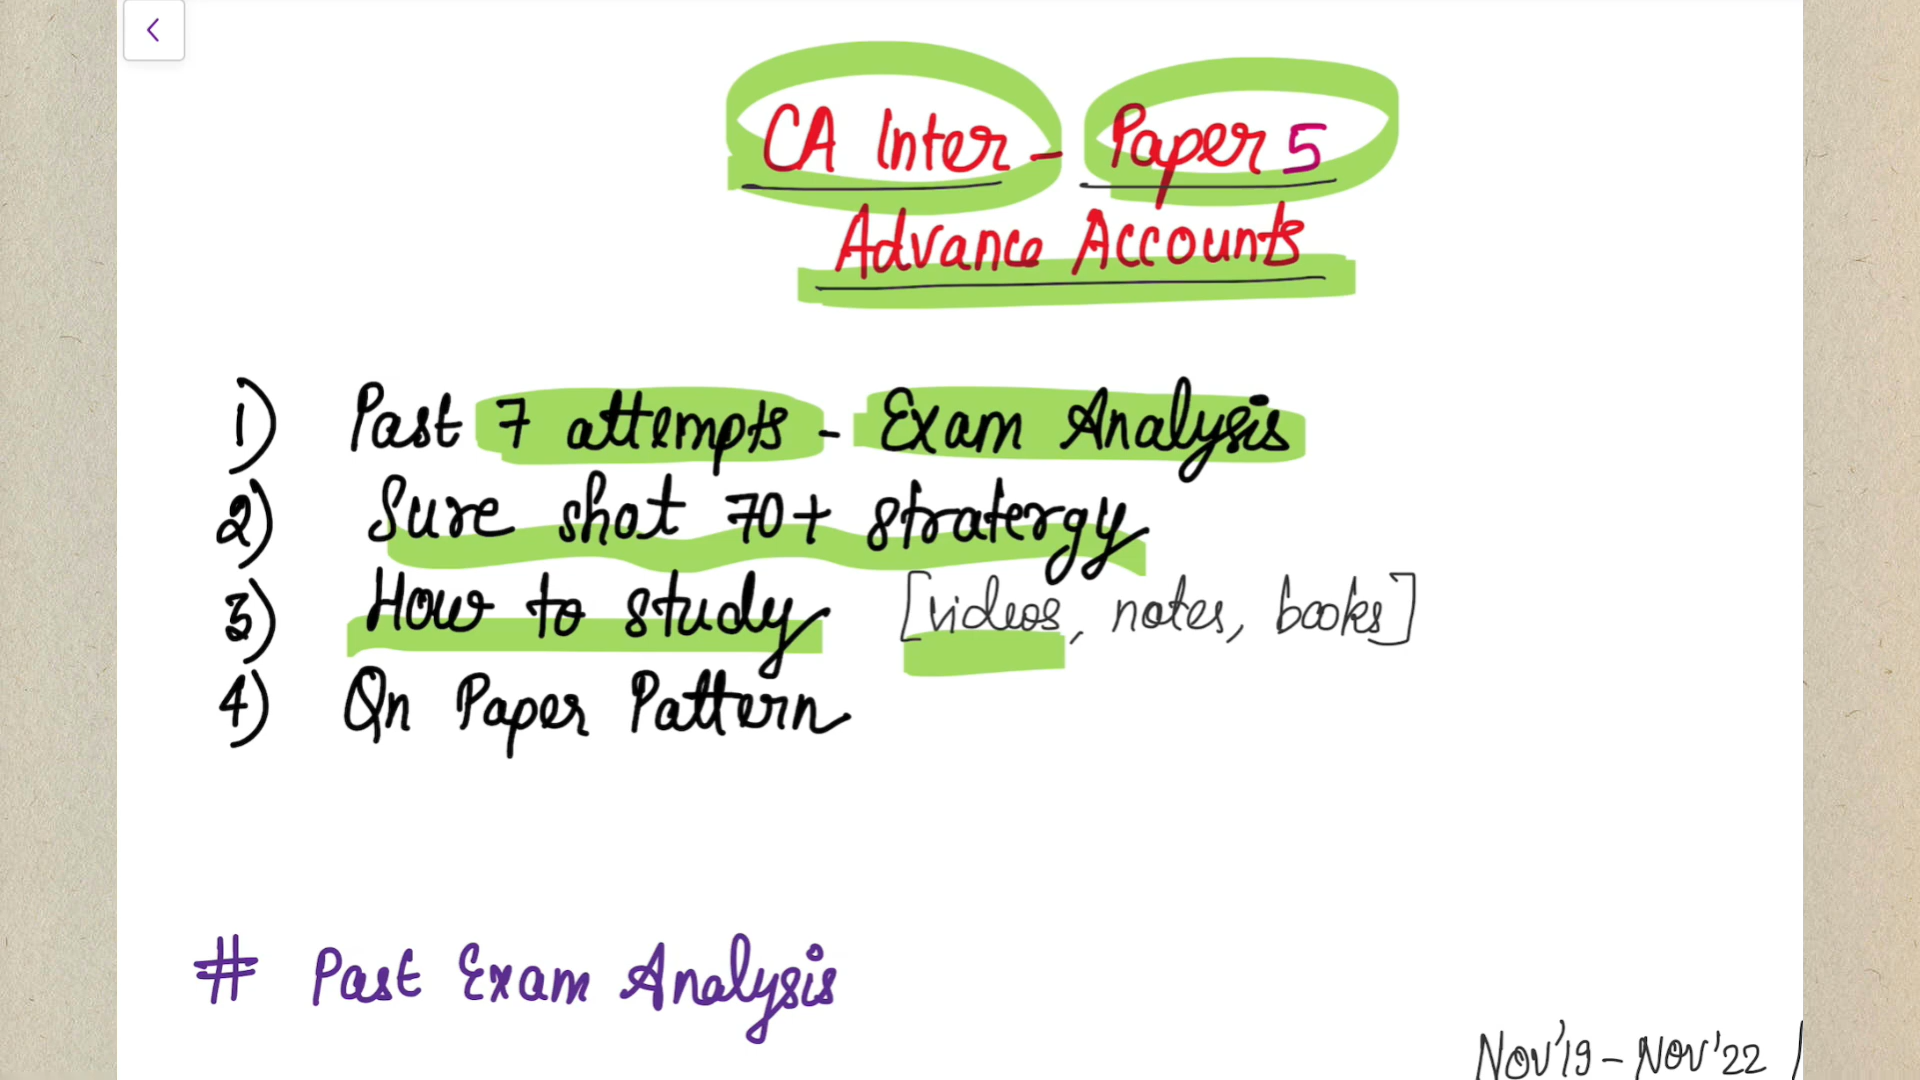 CA Inter - Paper 5
Advance Accounts
1) Past 7 attempts - Exam Analysis
2) Sure shot 70+ stratergy
3) How to study [videos, notes, books]
4) Qn Paper Pattern
# Past Exam Analysis
Nov'19 - Nov'22